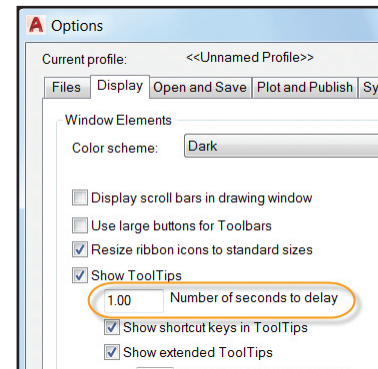 A Options
Current profile: <<Unnamed Profile>>
Files Display Open and Save Plot and Publish Sy
Window Elements
Color scheme: Dark
Display scroll bars in drawing window
Use large buttons for Toolbars
Resize ribbon icons to standard sizes
Show ToolTips
1.00 Number of seconds to delay
Show shortcut keys in ToolTips
Show extended ToolTips